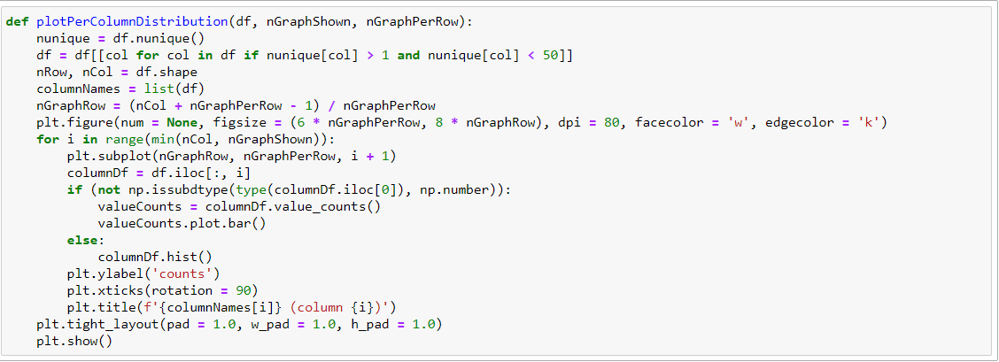 def plotPerColumnDistribution(df, nGraphShown, nGraphPerRow):
    nunique = df.nunique()
    df = df[[col for col in df if nunique[col] > 1 and nunique[col] < 50]]
    nRow, nCol = df.shape
    columnNames = list(df)
    nGraphRow = (nCol + nGraphPerRow - 1) / nGraphPerRow
    plt.figure(num = None, figsize = (6 * nGraphPerRow, 8 * nGraphRow), dpi = 80, facecolor = 'w', edgecolor = 'k')
    for i in range(min(nCol, nGraphShown)):
        plt.subplot(nGraphRow, nGraphPerRow, i + 1)
        columnDf = df.iloc[:, i]
        if (not np.issubdtype(type(columnDf.iloc[0]), np.number)):
            valueCounts = columnDf.value_counts()
            valueCounts.plot.bar()
        else:
            columnDf.hist()
        plt.ylabel('counts')
        plt.xticks(rotation = 90)
        plt.title(f'{columnNames[i]} (column {i})')
    plt.tight_layout(pad = 1.0, w_pad = 1.0, h_pad = 1.0)
    plt.show()